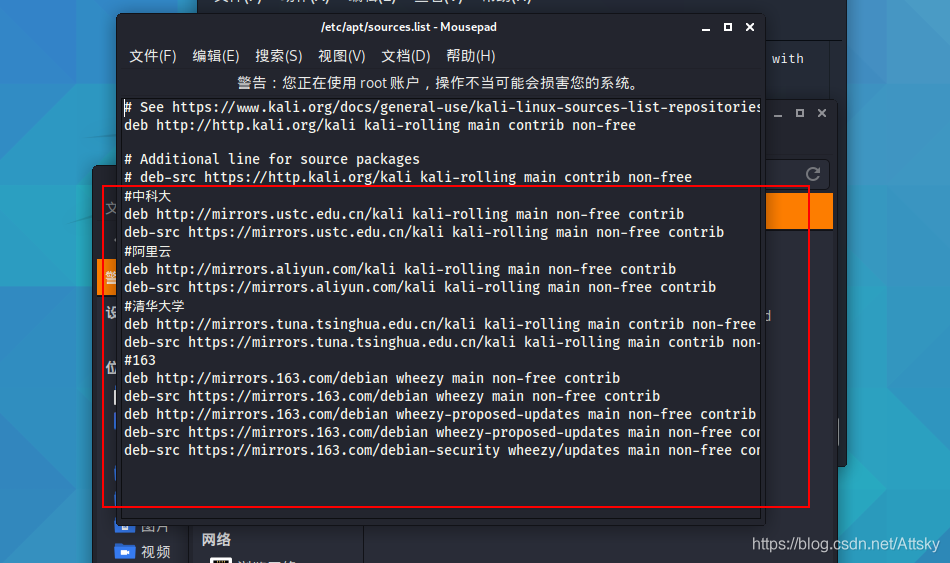 /etc/apt/sources.list - Mousepad
文件(F) 编辑(E) 搜索(S) 视图(V) 文档(D) 帮助(H)
警告：您正在使用 root 账户，操作不当可能会损害您的系统。
with
# See https://www.kali.org/docs/general-use/kali-linux-sources-list-repositories
deb http://http.kali.org/kali kali-rolling main contrib non-free
# Additional line for source packages
# deb-src https://http.kali.org/kali kali-rolling main contrib non-free
#中科大
deb http://mirrors.ustc.edu.cn/kali kali-rolling main non-free contrib
deb-src https://mirrors.ustc.edu.cn/kali kali-rolling main non-free contrib
#阿里云
deb http://mirrors.aliyun.com/kali kali-rolling main non-free contrib
deb-src https://mirrors.aliyun.com/kali kali-rolling main non-free contrib
#清华大学
deb http://mirrors.tuna.tsinghua.edu.cn/kali kali-rolling main contrib non-free
deb-src https://mirrors.tuna.tsinghua.edu.cn/kali kali-rolling main contrib non-
#163
deb http://mirrors.163.com/debian wheezy main non-free contrib
deb-src https://mirrors.163.com/debian wheezy main non-free contrib
deb http://mirrors.163.com/debian wheezy-proposed-updates main non-free contrib
deb-src https://mirrors.163.com/debian wheezy-proposed-updates main non-free con
deb-src https://mirrors.163.com/debian-security wheezy/updates main non-free con
图片
视频
网络
https://blog.csdn.net/Attsky